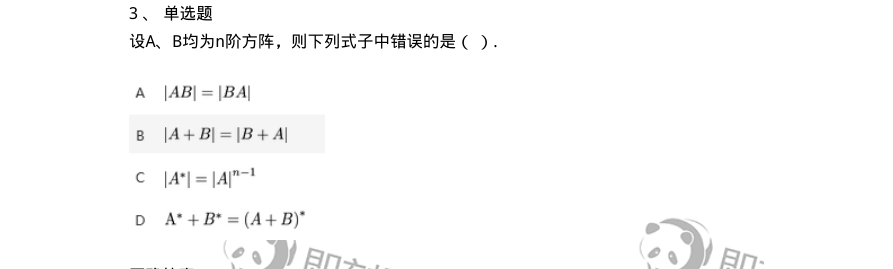 3、 单选题
设A、B均为n阶方阵，则下列式子中错误的是（ ）.
A |AB| = |BA|
B |A + B| = |B + A|
C |A*| = |A|ⁿ⁻¹
D A* + B* = (A + B)*